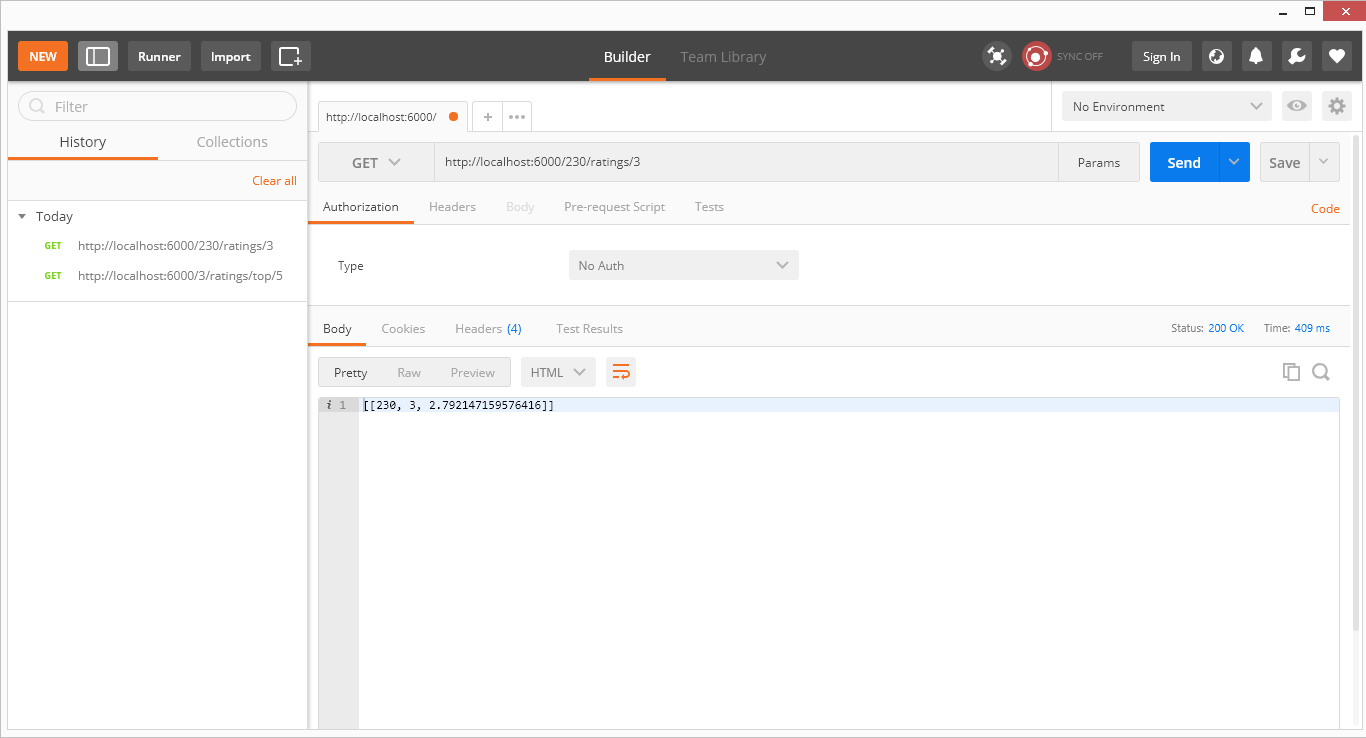 NEW Runner Import Builder Team Library SYNC OFF Sign In
Filter
History Collections
Clear all
Today
GET http://localhost:6000/230/ratings/3
GET http://localhost:6000/3/ratings/top/5
http://localhost:6000/ + ••• No Environment
GET http://localhost:6000/230/ratings/3 Params Send Save
Authorization Headers Body Pre-request Script Tests Code
Type No Auth
Body Cookies Headers (4) Test Results Status: 200 OK Time: 409 ms
Pretty Raw Preview HTML
i 1 [[230, 3, 2.792147159576416]]